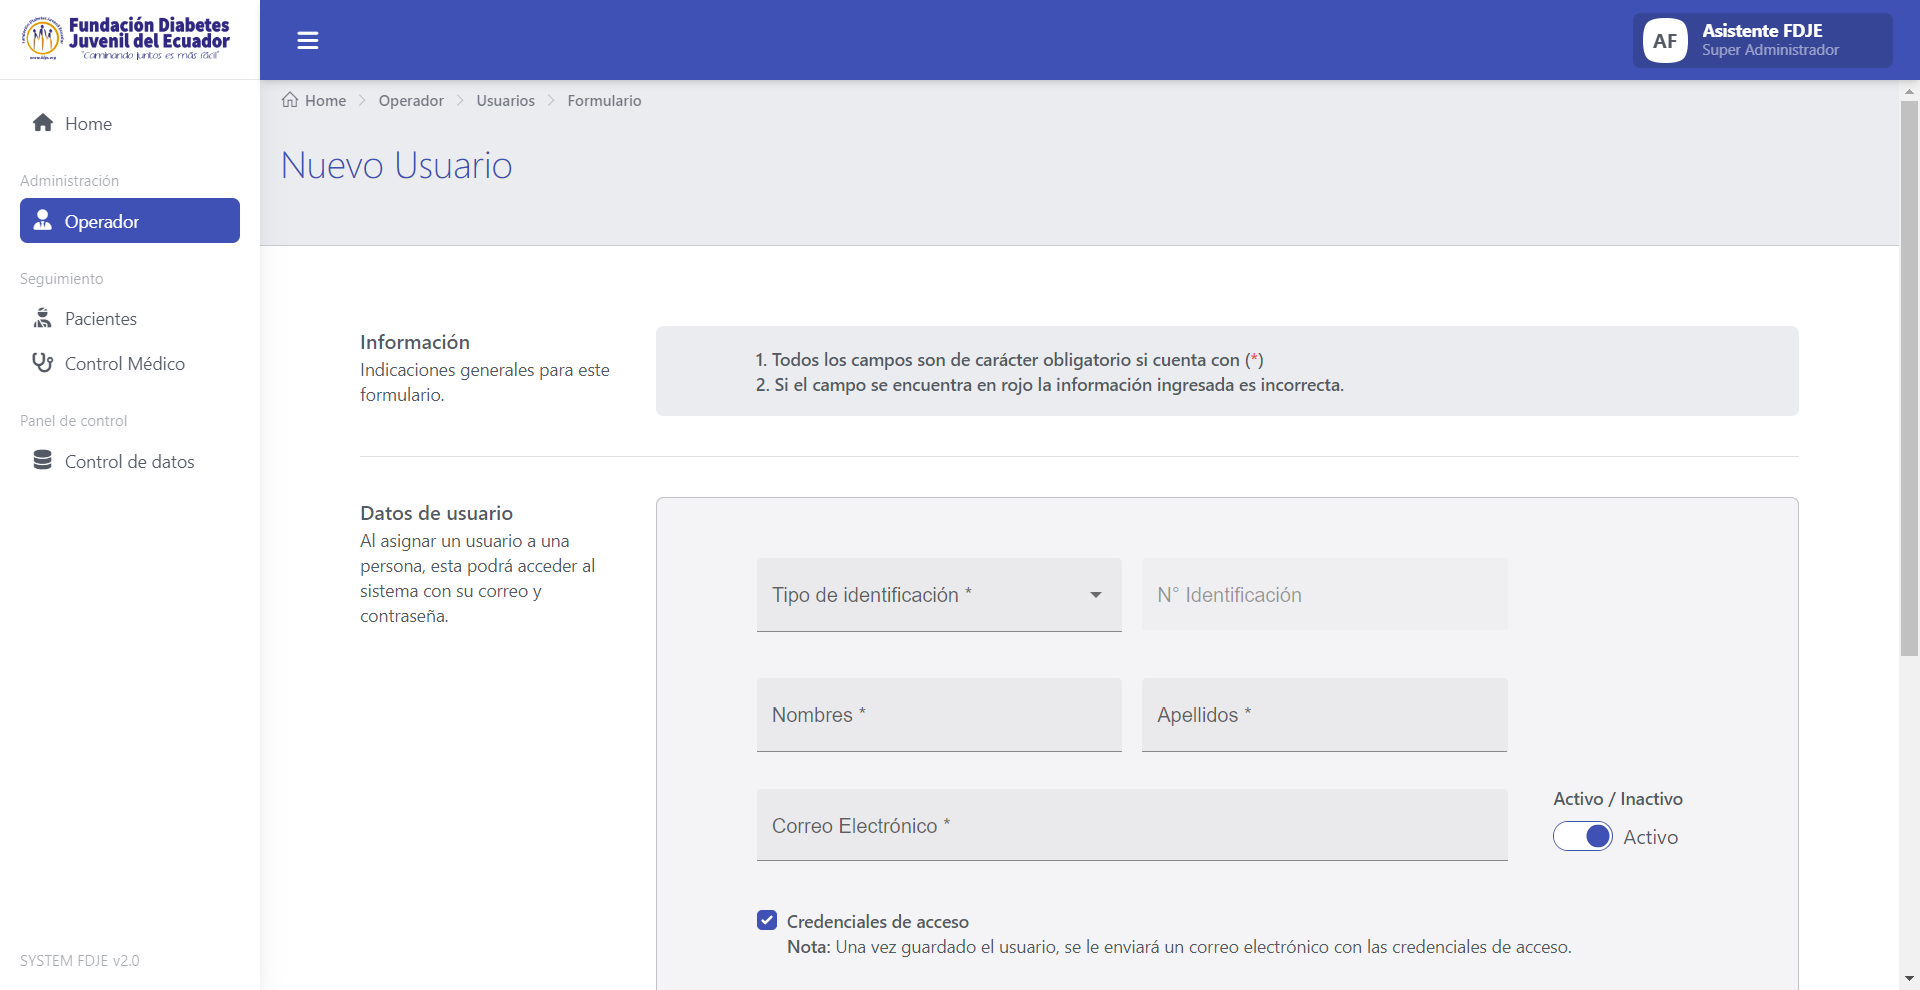 Fundación Diabetes
Juvenil del Ecuador
"Caminando juntos es más fácil"
AF
Asistente FDJE
Super Administrador
Home
Operador
Usuarios
Formulario
Nuevo Usuario
Home
Administración
Operador
Seguimiento
Pacientes
Control Médico
Panel de control
Control de datos
SYSTEM FDJE v2.0
Información
Indicaciones generales para este
formulario.
1. Todos los campos son de carácter obligatorio si cuenta con (*)
2. Si el campo se encuentra en rojo la información ingresada es incorrecta.
Datos de usuario
Al asignar un usuario a una
persona, esta podrá acceder al
sistema con su correo y
contraseña.
Tipo de identificación *
N° Identificación
Nombres *
Apellidos *
Correo Electrónico *
Activo / Inactivo
Activo
Credenciales de acceso
Nota: Una vez guardado el usuario, se le enviará un correo electrónico con las credenciales de acceso.